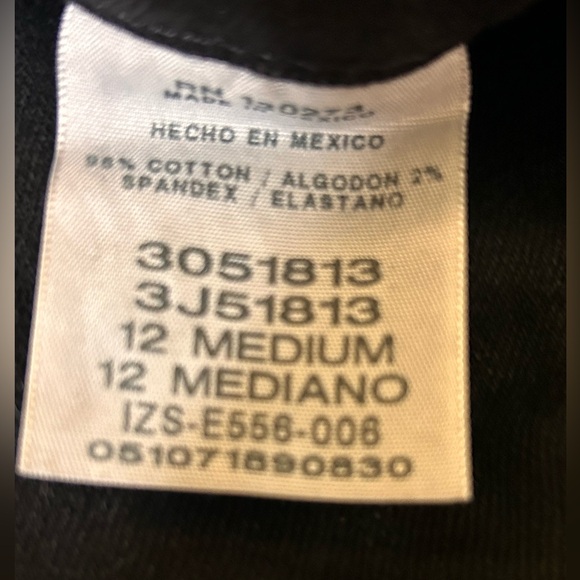 RN 120273
MADE IN MEXICO
HECHO EN MEXICO
98% COTTON / ALGODON 2%
SPANDEX / ELASTANO
3051813
3J51813
12 MEDIUM
12 MEDIANO
IZS-E556-006
051071890830